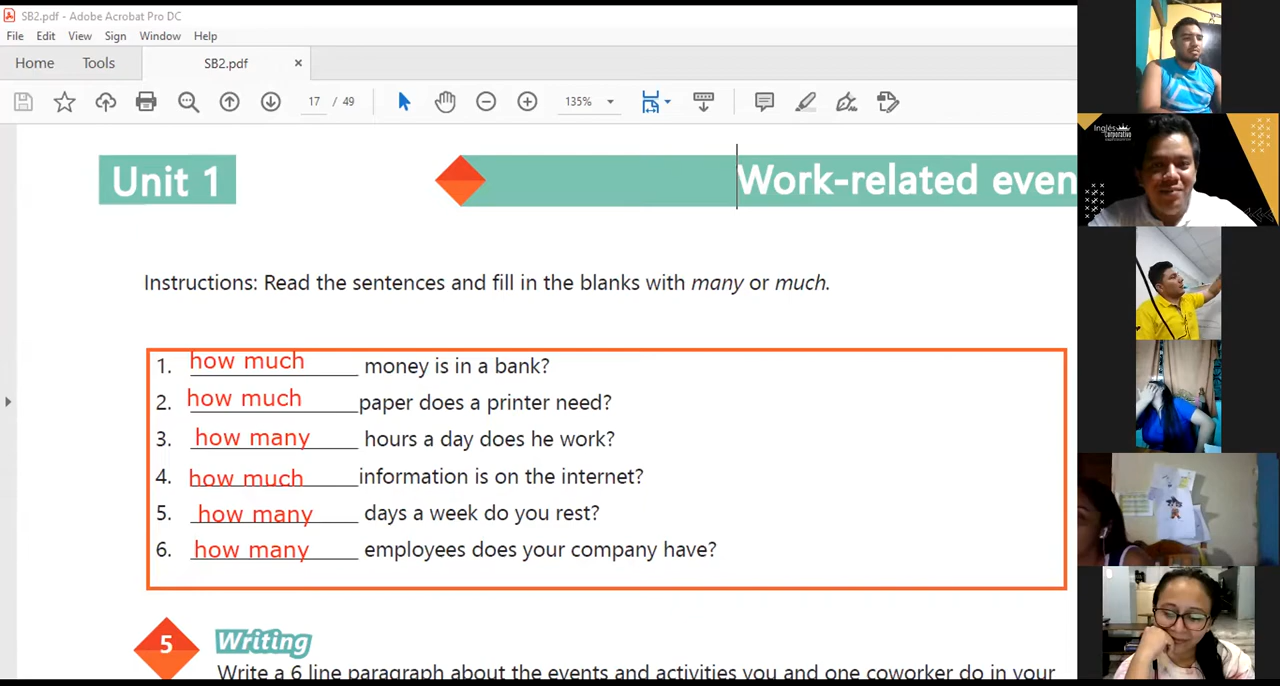 SB2.pdf - Adobe Acrobat Pro DC
File Edit View Sign Window Help
Home Tools SB2.pdf ×
17 / 49 135%
Unit 1 Work-related even
Instructions: Read the sentences and fill in the blanks with many or much.
1. how much money is in a bank?
2. how much paper does a printer need?
3. how many hours a day does he work?
4. how much information is on the internet?
5. how many days a week do you rest?
6. how many employees does your company have?
5 Writing
Write a 6 line paragraph about the events and activities you and one coworker do in your
Inglés
Corporativo